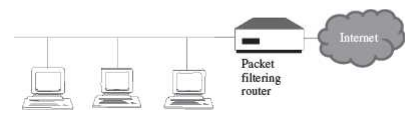 Internet
Packet
filtering
router